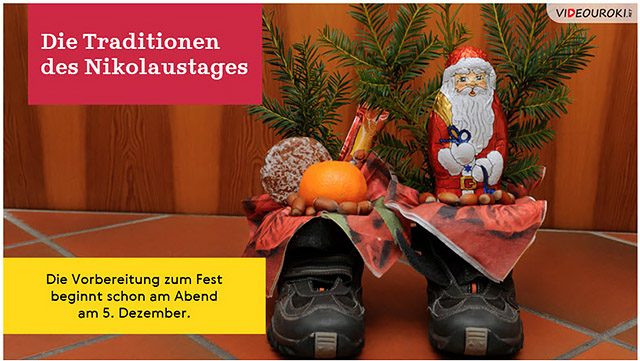 VIDEOUROKI
Die Traditionen
des Nikolaustages
Die Vorbereitung zum Fest
beginnt schon am Abend
am 5. Dezember.